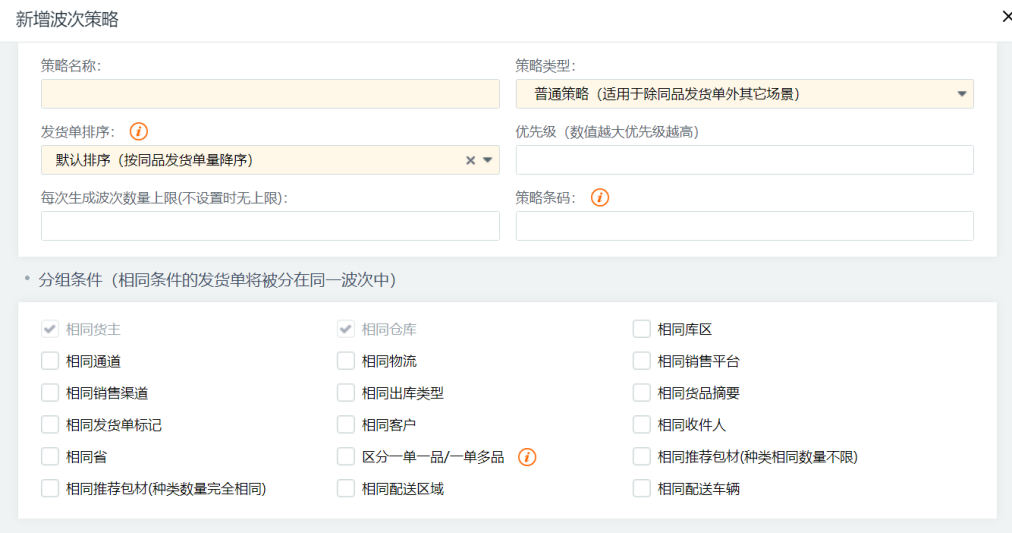 新增波次策略
策略名称: 策略类型:
普通策略（适用于除同品发货单外其它场景）
发货单排序: 优先级（数值越大优先级越高）
默认排序（按同品发货单量降序）
每次生成波次数量上限(不设置时无上限): 策略条码:
分组条件（相同条件的发货单将被分在同一波次中）
相同货主 相同仓库 相同库区
相同通道 相同物流 相同销售平台
相同销售渠道 相同出库类型 相同货品摘要
相同发货单标记 相同客户 相同收件人
相同省 区分一单一品/一单多品 相同推荐包材(种类相同数量不限)
相同推荐包材(种类数量完全相同) 相同配送区域 相同配送车辆